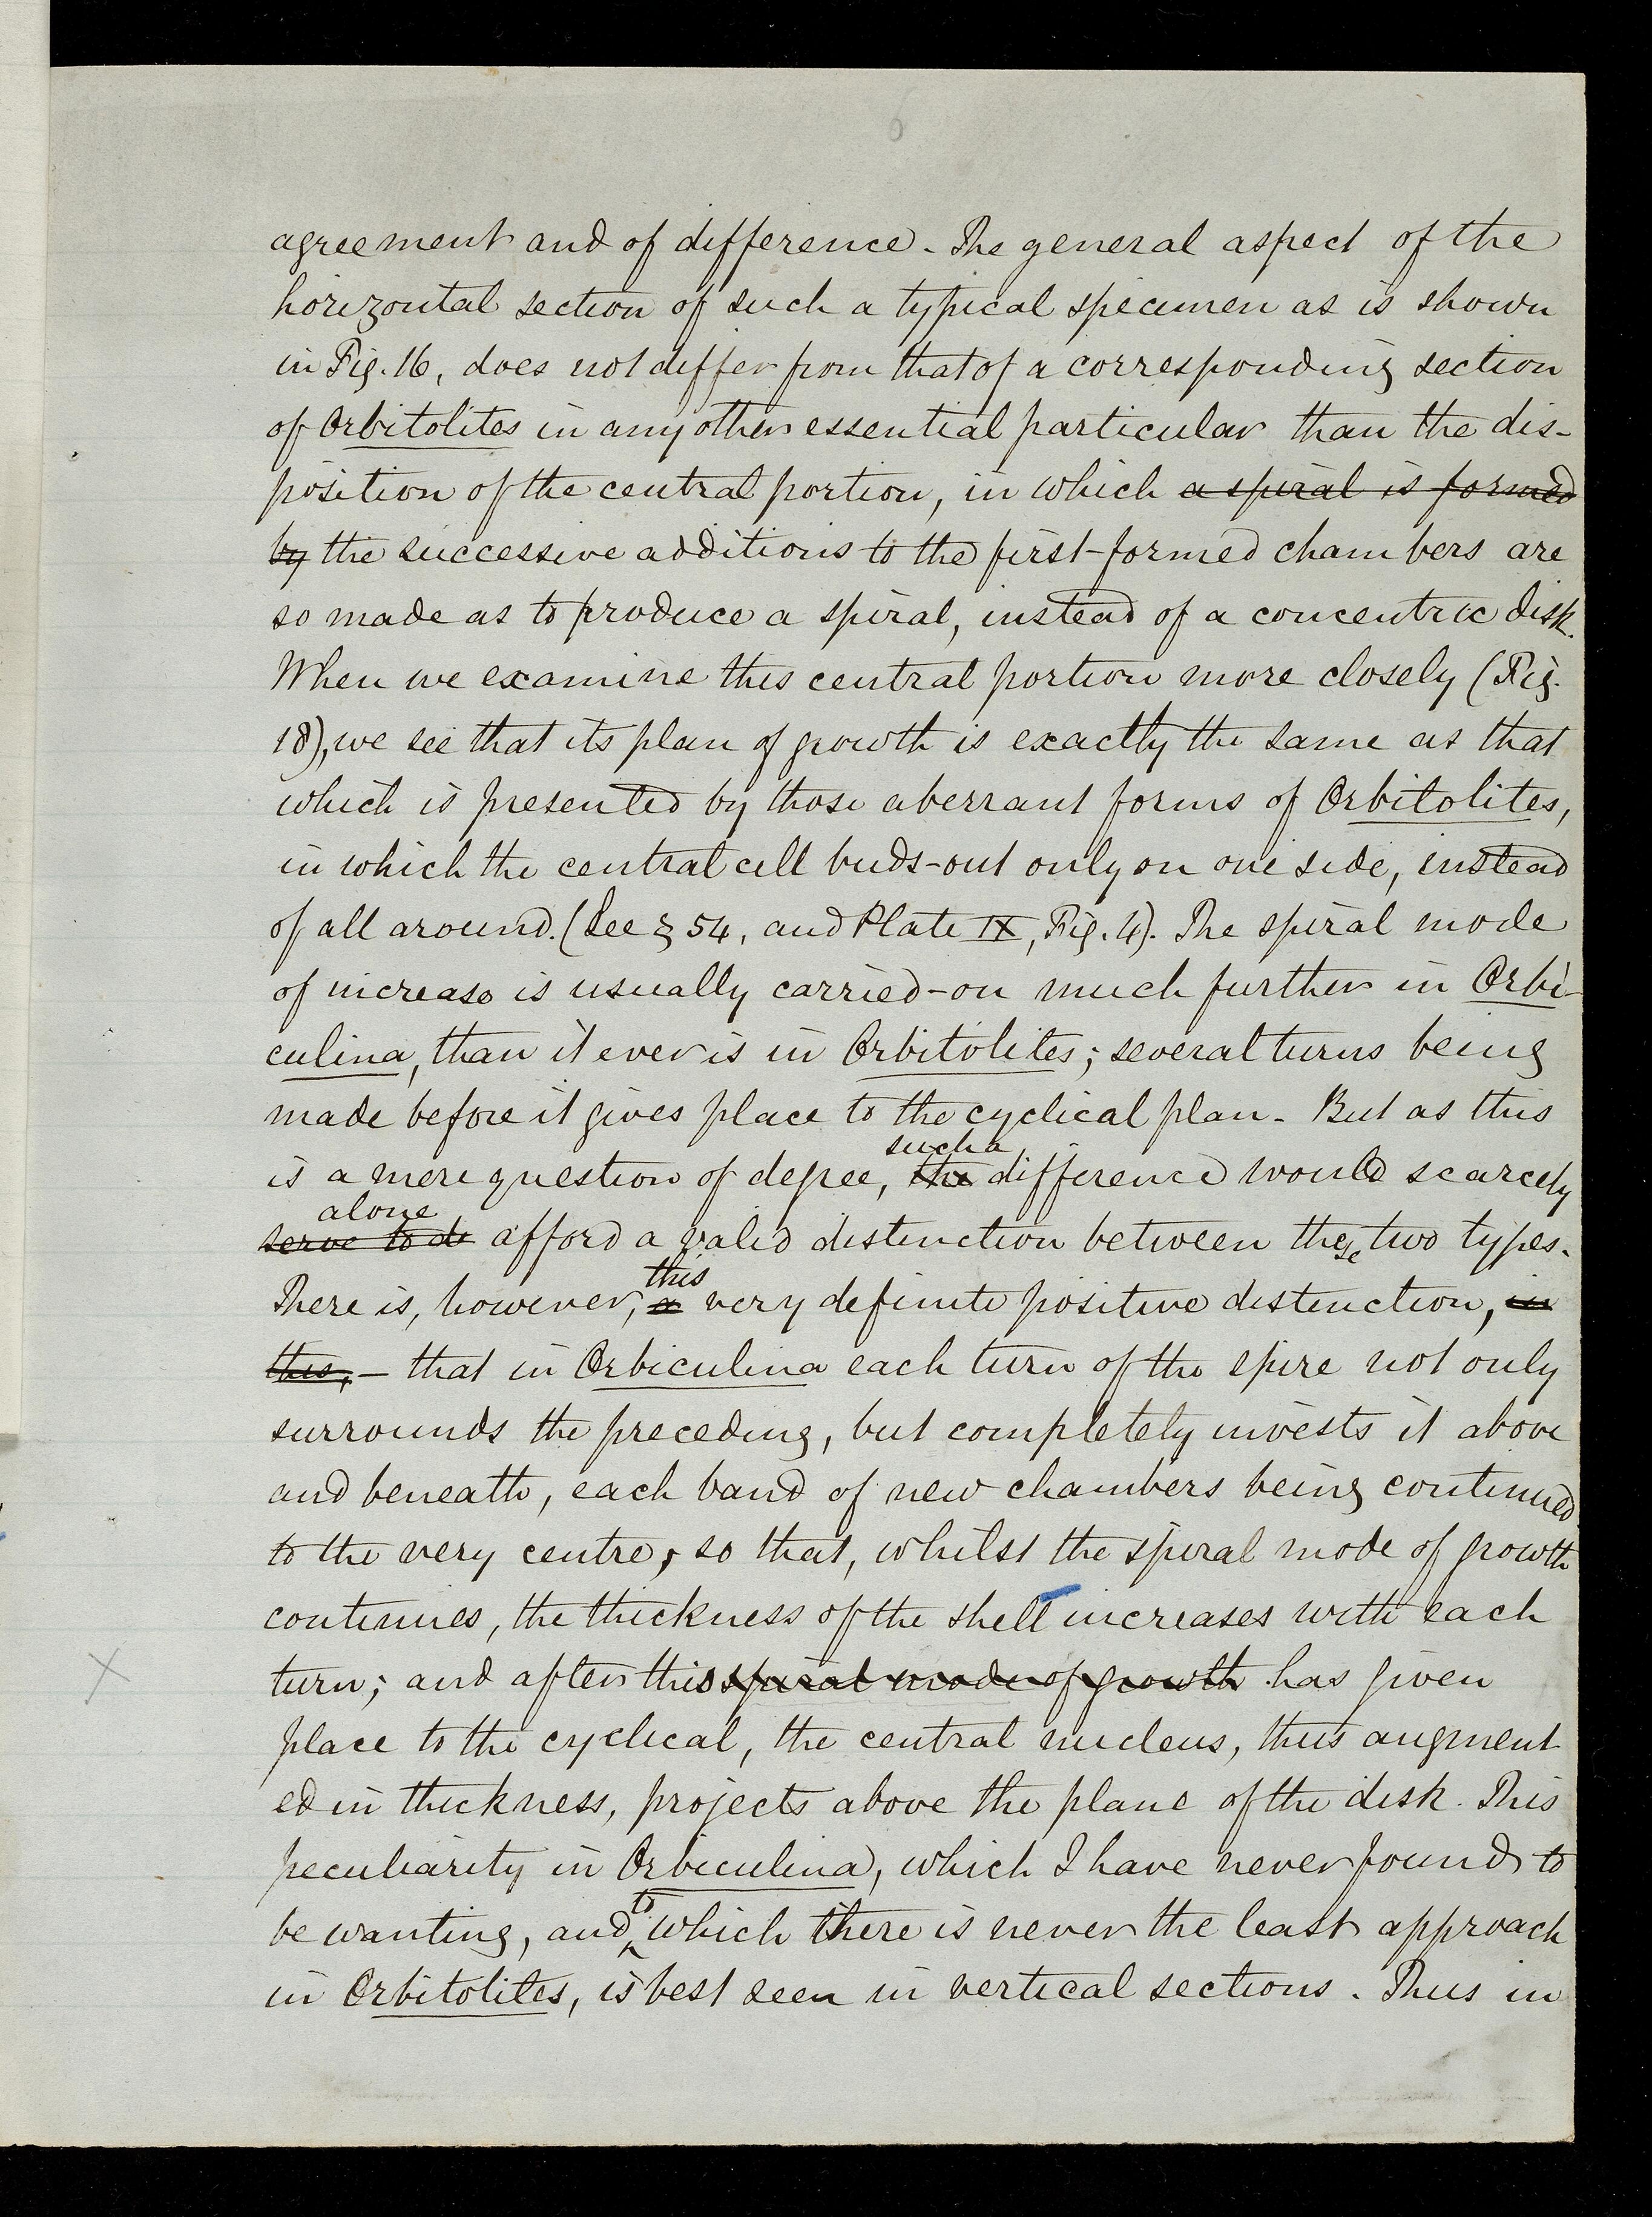 6
agreement and of difference. The general aspect of the
horizontal section of such a typical specimen as is shown
in Fig. 16, does not differ from that of a corresponding section
of Orbitolites in any other essential particular than the dis-
position of the central portion, in which a spiral is formed
by the successive additions to the first-formed chambers are
so made as to produce a spiral, instead of a concentric disk.
When we examine this central portion more closely (Fig.
18), we see that its plan of growth is exactly the same as that
which is presented by those aberrant forms of Orbitolites,
in which the central cell buds-out only on one side, instead
of all around. (See § 54, and Plate IX, Fig. 4). The spiral mode
of increase is usually carried-on much further in Orbi-
culina, than it ever is in Orbitolites; several turns being
made before it gives place to the cyclical plan. But as this
such a
is a mere question of degree, the difference would scarcely
alone
serve to de afford a valid distinction between these two types.
this
There is, however, a very definite positive distinction, in
this, – that in Orbiculina each turn of the spire not only
surrounds the preceding, but completely invests it above
and beneath, each band of new chambers being continued
to the very centre; so that, whilst the spiral mode of growth
continues, the thickness of the shell increases with each
turn; and after this spiral mode of growth has given
place to the cyclical, the central nucleus, thus augment
ed in thickness, projects above the plane of the disk. This
peculiarity in Orbiculina, which I have never found to
to
be wanting, and which there is never the least approach
in Orbitolites, is best seen in vertical sections. Thus in